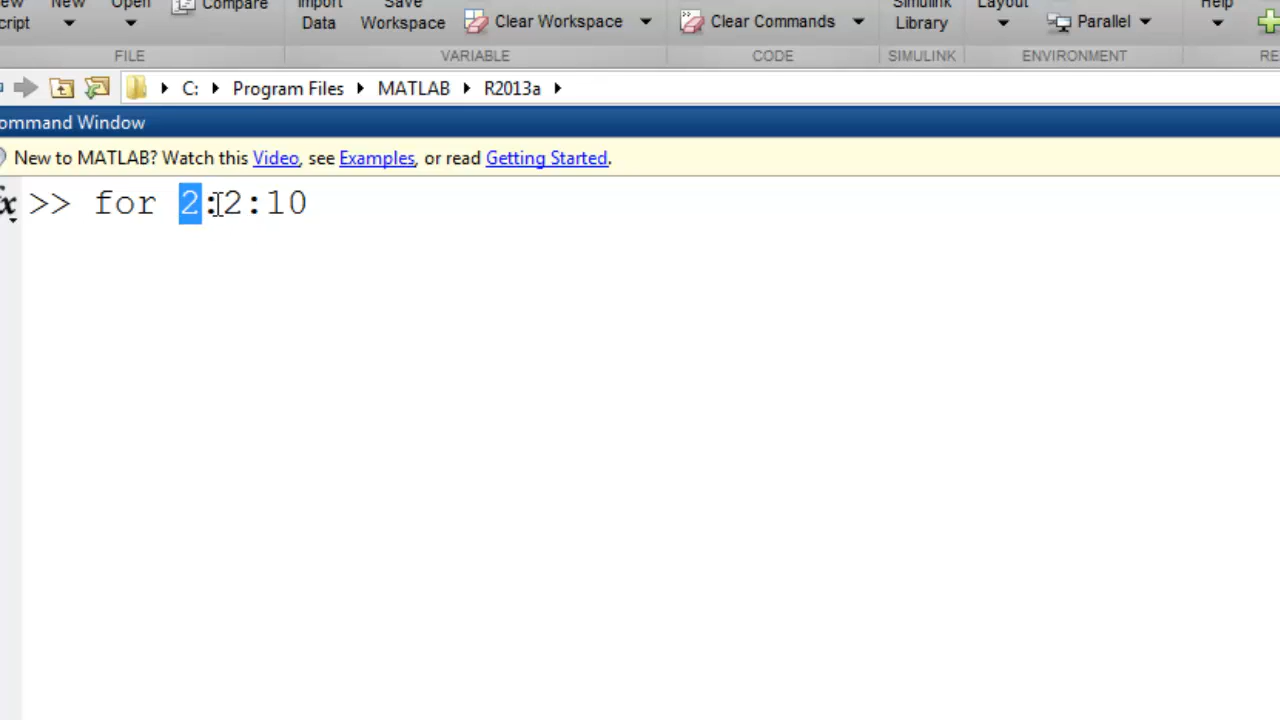 New Open Compare Import Save Clear Workspace Clear Commands Simulink Layout Parallel Help
Data Workspace Library
FILE VARIABLE CODE SIMULINK ENVIRONMENT
C: Program Files MATLAB R2013a
ommand Window
New to MATLAB? Watch this Video, see Examples, or read Getting Started.
fx >> for 2:2:10